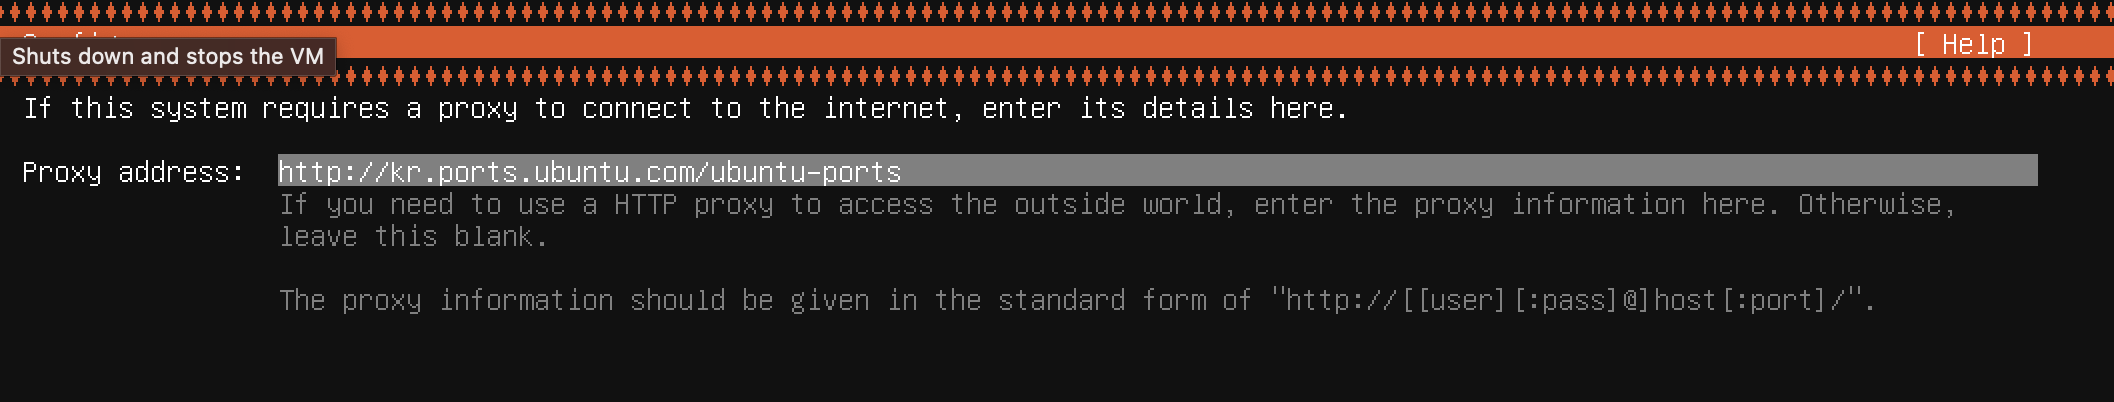 [ Help ]
Shuts down and stops the VM
If this system requires a proxy to connect to the internet, enter its details here.
Proxy address: http://kr.ports.ubuntu.com/ubuntu-ports
If you need to use a HTTP proxy to access the outside world, enter the proxy information here. Otherwise,
leave this blank.
The proxy information should be given in the standard form of "http://[[user][:pass]@]host[:port]/".